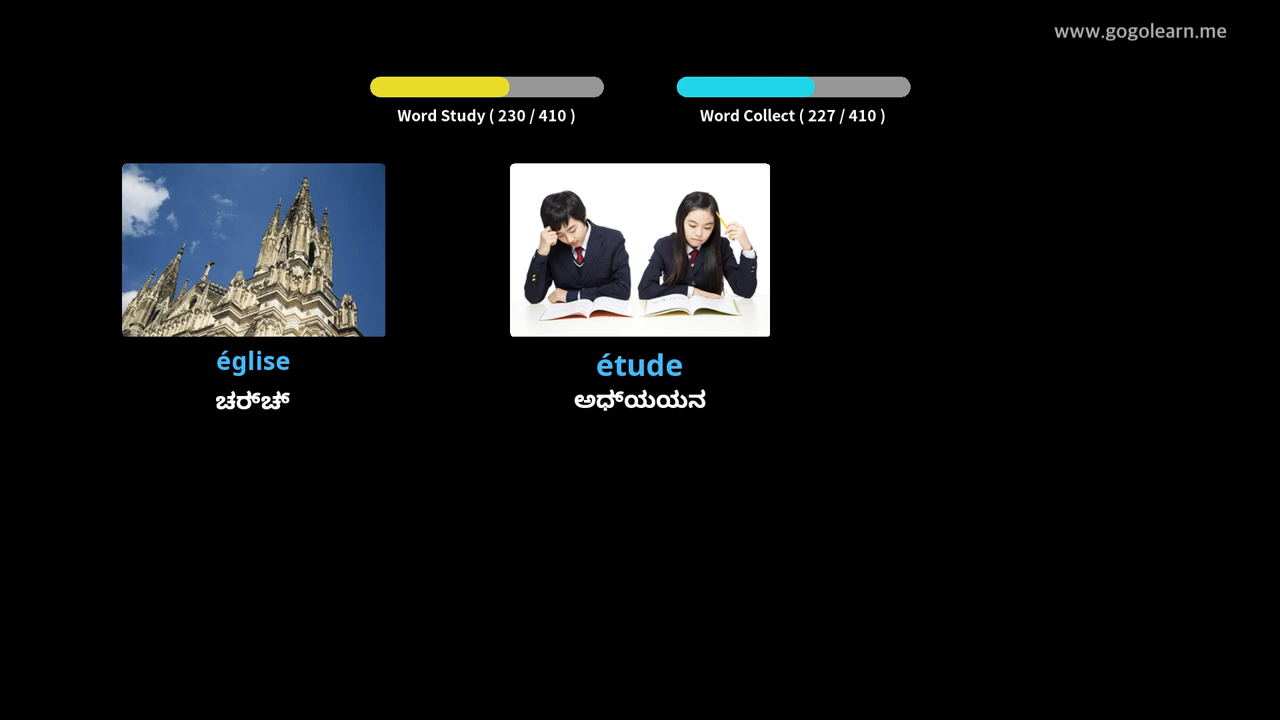 www.gogolearn.me
Word Study ( 230 / 410 )
Word Collect ( 227 / 410 )
église
ಚರ್‍ಚ್
étude
ಅಧ್‌ಯಯನ